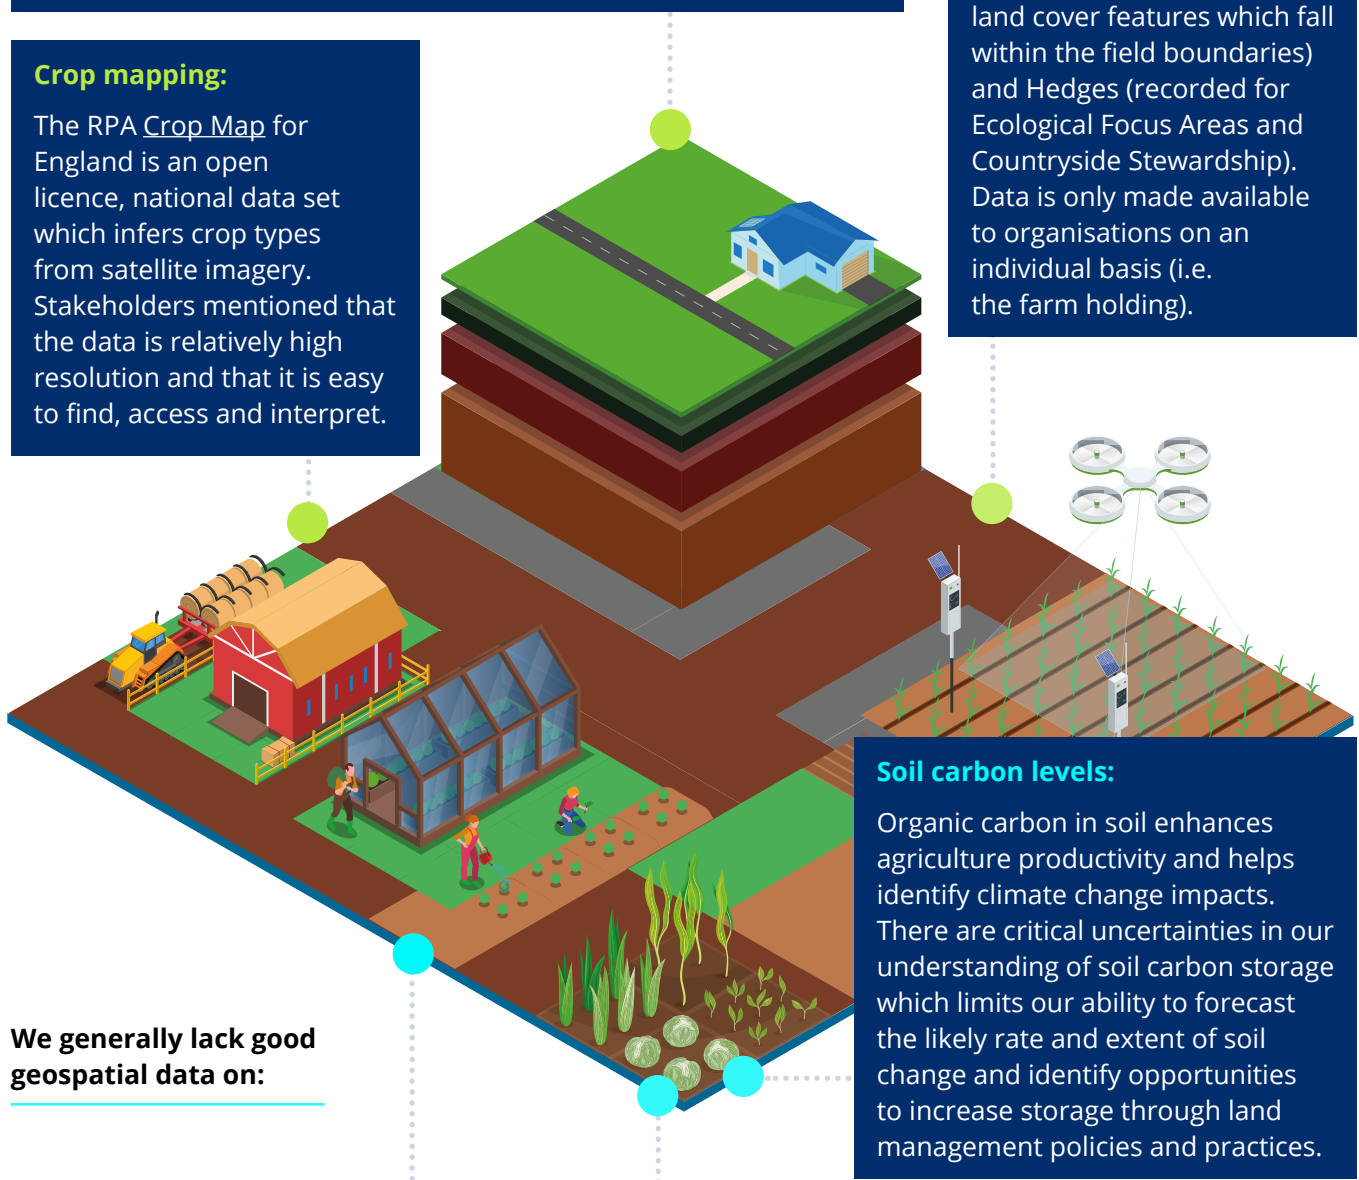 land cover features which fall
within the field boundaries)
and Hedges (recorded for
Ecological Focus Areas and
Countryside Stewardship).
Data is only made available
to organisations on an
individual basis (i.e.
the farm holding).
Crop mapping:
The RPA Crop Map for
England is an open
licence, national data set
which infers crop types
from satellite imagery.
Stakeholders mentioned that
the data is relatively high
resolution and that it is easy
to find, access and interpret.
We generally lack good
geospatial data on:
Soil carbon levels:
Organic carbon in soil enhances
agriculture productivity and helps
identify climate change impacts.
There are critical uncertainties in our
understanding of soil carbon storage
which limits our ability to forecast
the likely rate and extent of soil
change and identify opportunities
to increase storage through land
management policies and practices.